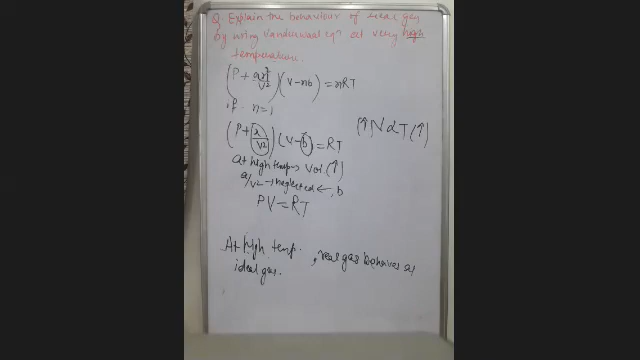 Q. Explain the behaviour of real gas
by using Vanderwaal eqn at very high
temperature.
(P + an²/V²) (V - nb) = nRT
if n=1
(P + a/V²) (V - b) = RT
(↑) V α T (↑)
At high temp → Vol. (↑)
a/V² → neglected ←, b
PV = RT
At high temp. , real gas behaives as
ideal gas.